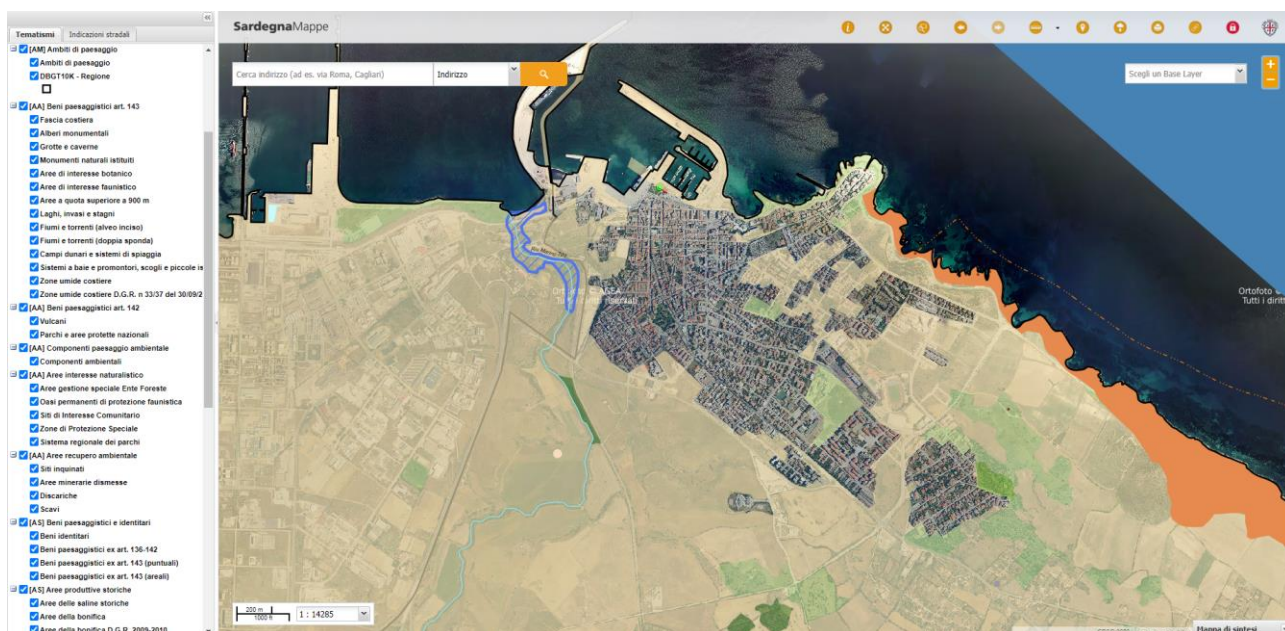 SardegnaMappe
Tematismi
Indicazioni stradali
[AM] Ambiti di paesaggio
Ambiti di paesaggio
DBGT10K - Regione
[AA] Beni paesaggistici art. 143
Fascia costiera
Alberi monumentali
Grotte e caverne
Monumenti naturali istituiti
Aree di interesse botanico
Aree di interesse faunistico
Aree a quota superiore a 900 m
Laghi, invasi e stagni
Fiumi e torrenti (alveo inciso)
Fiumi e torrenti (doppia sponda)
Campi dunari e sistemi di spiaggia
Sistemi a baie e promontori, scogli e piccole is
Zone umide costiere
Zone umide costiere D.G.R. n 33/37 del 30/09/2
[AA] Beni paesaggistici art. 142
Vulcani
Parchi e aree protette nazionali
[AA] Componenti paesaggio ambientale
Componenti ambientali
[AA] Aree interesse naturalistico
Aree gestione speciale Ente Foreste
Oasi permanenti di protezione faunistica
Siti di Interesse Comunitario
Zone di Protezione Speciale
Sistema regionale dei parchi
[AA] Aree recupero ambientale
Siti inquinati
Aree minerarie dismesse
Discariche
Scavi
[AS] Beni paesaggistici e identitari
Beni identitari
Beni paesaggistici ex art. 136-142
Beni paesaggistici ex art. 143 (puntuali)
Beni paesaggistici ex art. 143 (areali)
[AS] Aree produttive storiche
Aree delle saline storiche
Aree della bonifica
Aree della bonifica D.G.R. 2009-2010
Cerca indirizzo (ad es. via Roma, Cagliari)
Indirizzo
Scegli un Base Layer
+
−
Tutti i diritti riservati
Ortofoto ©
Tutti i diritti
200 m
1000 ft
1 : 14285
Mappa di sintesi